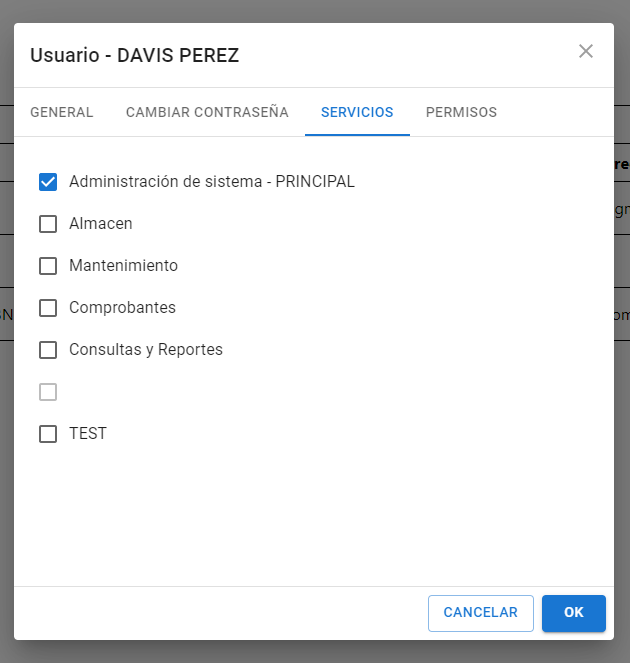 Usuario - DAVIS PEREZ
GENERAL CAMBIAR CONTRASEÑA SERVICIOS PERMISOS
Administración de sistema - PRINCIPAL
Almacen
Mantenimiento
Comprobantes
Consultas y Reportes
TEST
CANCELAR OK